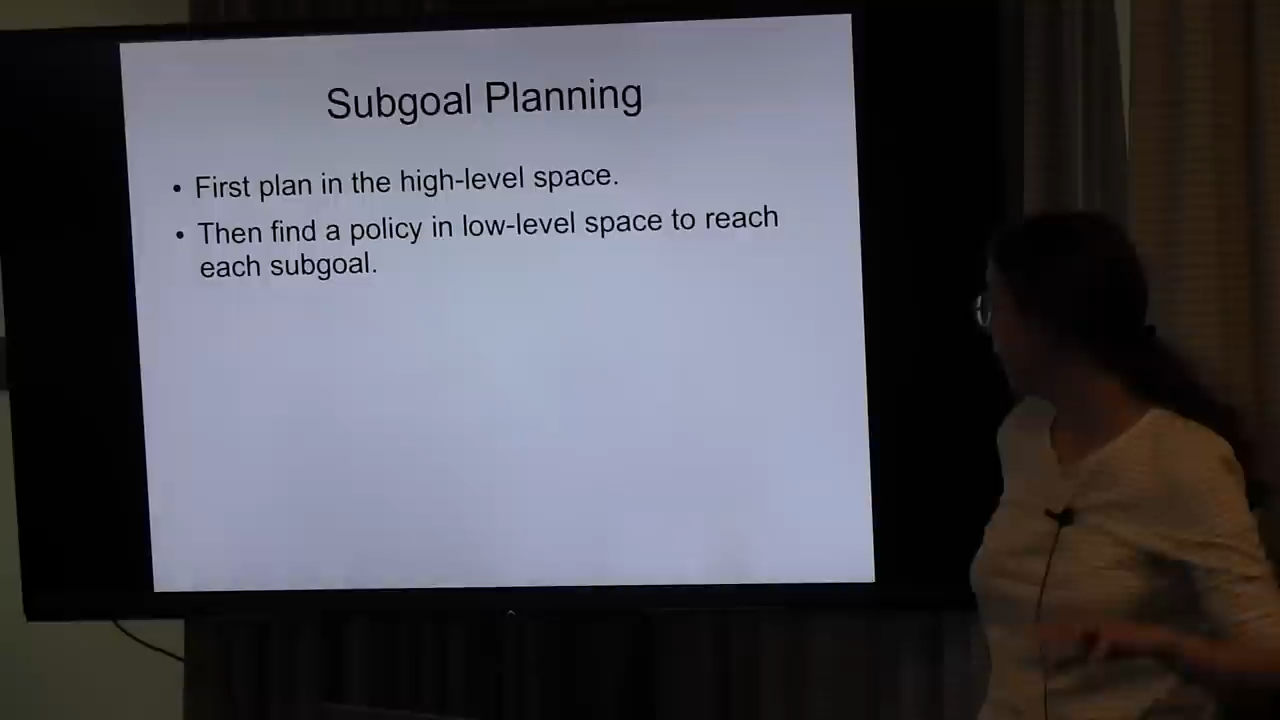 Subgoal Planning
• First plan in the high-level space.
• Then find a policy in low-level space to reach
each subgoal.